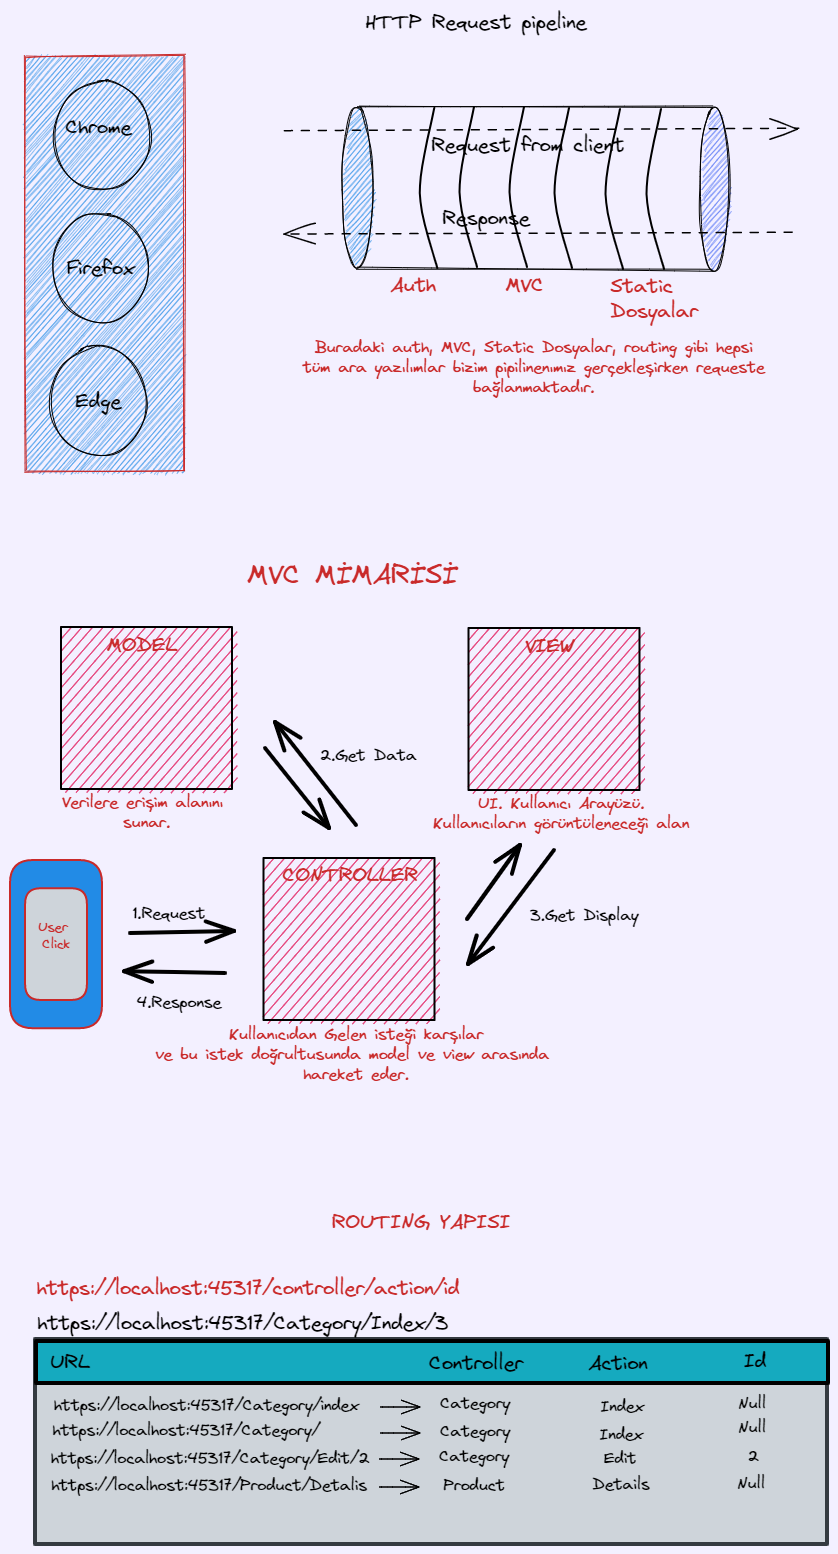 HTTP Request pipeline
Chrome
Firefox
Edge
Request from client
Response
Auth
MVC
Static
Dosyalar
Buradaki auth, MVC, Static Dosyalar, routing gibi hepsi
tüm ara yazılımlar bizim pipilinenımız gerçekleşirken requeste
bağlanmaktadır.
MVC MİMARİSİ
MODEL
VIEW
2.Get Data
Verilere erişim alanını
sunar.
UI. Kullanıcı Arayüzü.
Kullanıcıların görüntüleneceği alan
CONTROLLER
User
Click
1.Request
3.Get Display
4.Response
Kullanıcıdan Gelen isteği karşılar
ve bu istek doğrultusunda model ve view arasında
hareket eder.
ROUTING YAPISI
https://localhost:45317/controller/action/id
https://localhost:45317/Category/Index/3
URL Controller Action Id
https://localhost:45317/Category/index Category Index Null
https://localhost:45317/Category/ Category Index Null
https://localhost:45317/Category/Edit/2 Category Edit 2
https://localhost:45317/Product/Detalis Product Details Null